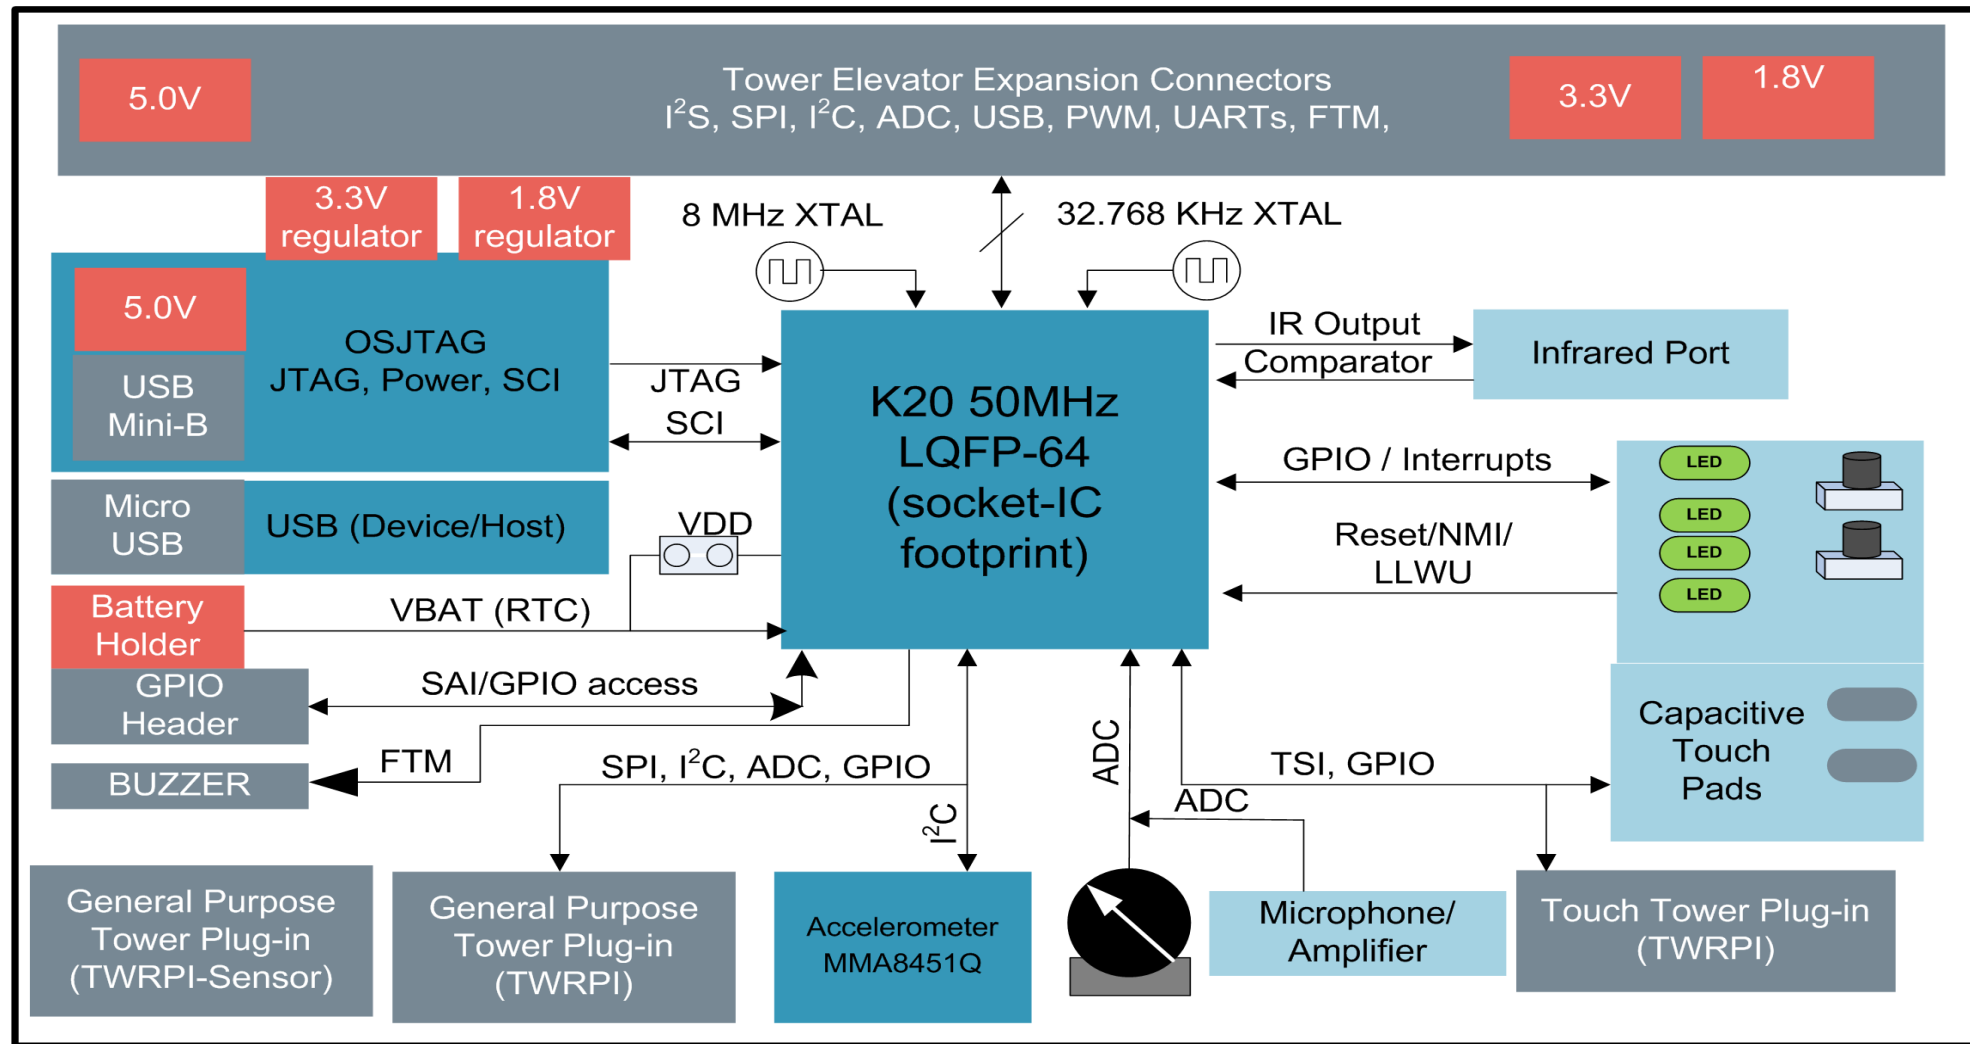 5.0V
Tower Elevator Expansion Connectors
I²S, SPI, I²C, ADC, USB, PWM, UARTs, FTM,
3.3V
1.8V
3.3V
regulator
1.8V
regulator
8 MHz XTAL
32.768 KHz XTAL
5.0V
USB
Mini-B
OSJTAG
JTAG, Power, SCI
JTAG
SCI
K20 50MHz
LQFP-64
(socket-IC
footprint)
IR Output
Comparator
Infrared Port
GPIO / Interrupts
Reset/NMI/
LLWU
LED
LED
LED
LED
Micro
USB
USB (Device/Host)
VDD
Battery
Holder
VBAT (RTC)
GPIO
Header
SAI/GPIO access
BUZZER
FTM
SPI, I²C, ADC, GPIO
I²C
ADC
ADC
TSI, GPIO
Capacitive
Touch
Pads
General Purpose
Tower Plug-in
(TWRPI-Sensor)
General Purpose
Tower Plug-in
(TWRPI)
Accelerometer
MMA8451Q
Microphone/
Amplifier
Touch Tower Plug-in
(TWRPI)